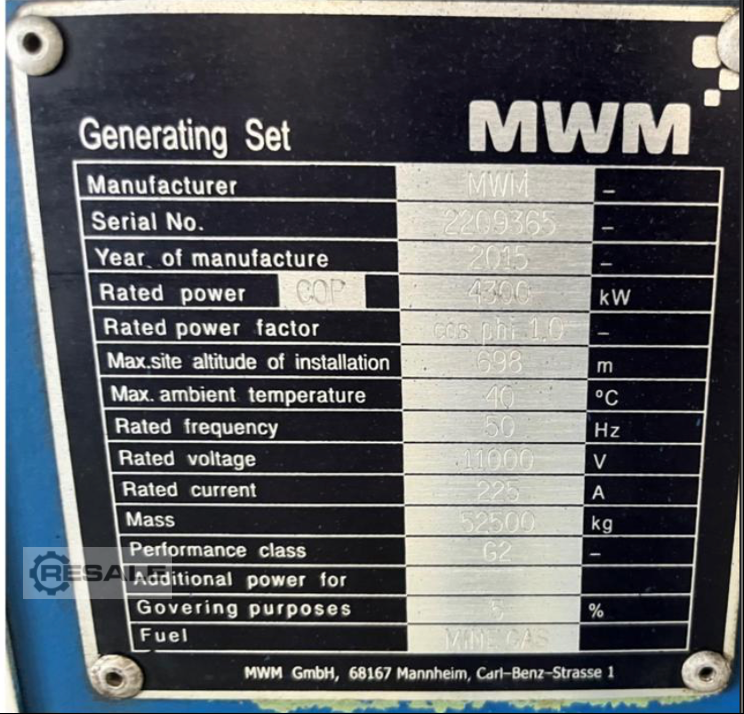 MWM
Generating Set
Manufacturer MWM –
Serial No. 2209365 –
Year of manufacture 2015 –
Rated power COP 4300 kW
Rated power factor cos phi 1.0 –
Max.site altitude of installation 698 m
Max. ambient temperature 40 °C
Rated frequency 50 Hz
Rated voltage 11000 V
Rated current 225 A
Mass 52500 kg
Performance class G2 –
RESALE
Additional power for
Govering purposes 5 %
Fuel MINE GAS
MWM GmbH, 68167 Mannheim, Carl-Benz-Strasse 1